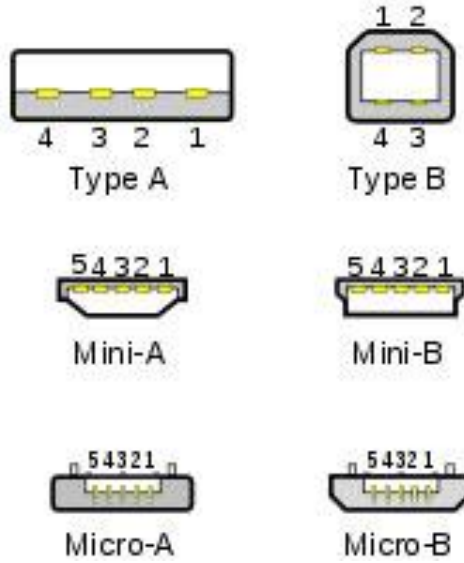 1 2
4 3 2 1
4 3
Type A
Type B
5 4 3 2 1
5 4 3 2 1
Mini-A
Mini-B
5 4 3 2 1
5 4 3 2 1
Micro-A
Micro-B